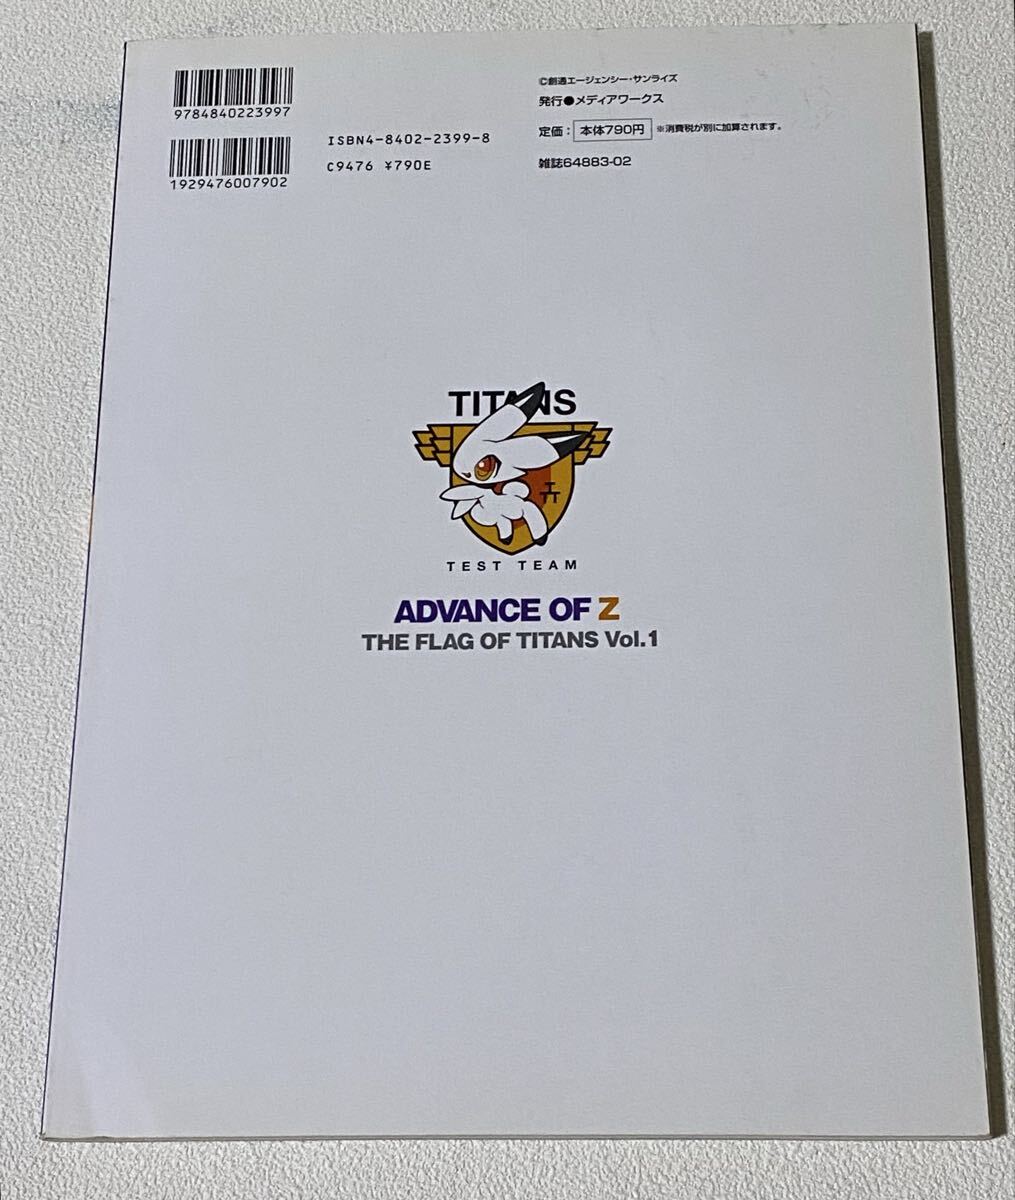 9784840223997
1929476007902
ISBN4-8402-2399-8
C9476 ¥790E
©創通エージェンシー・サンライズ
発行●メディアワークス
定価：本体790円 ※消費税が別に加算されます。
雑誌64883-02
TITANS
TEST TEAM
ADVANCE OF Z
THE FLAG OF TITANS Vol.1